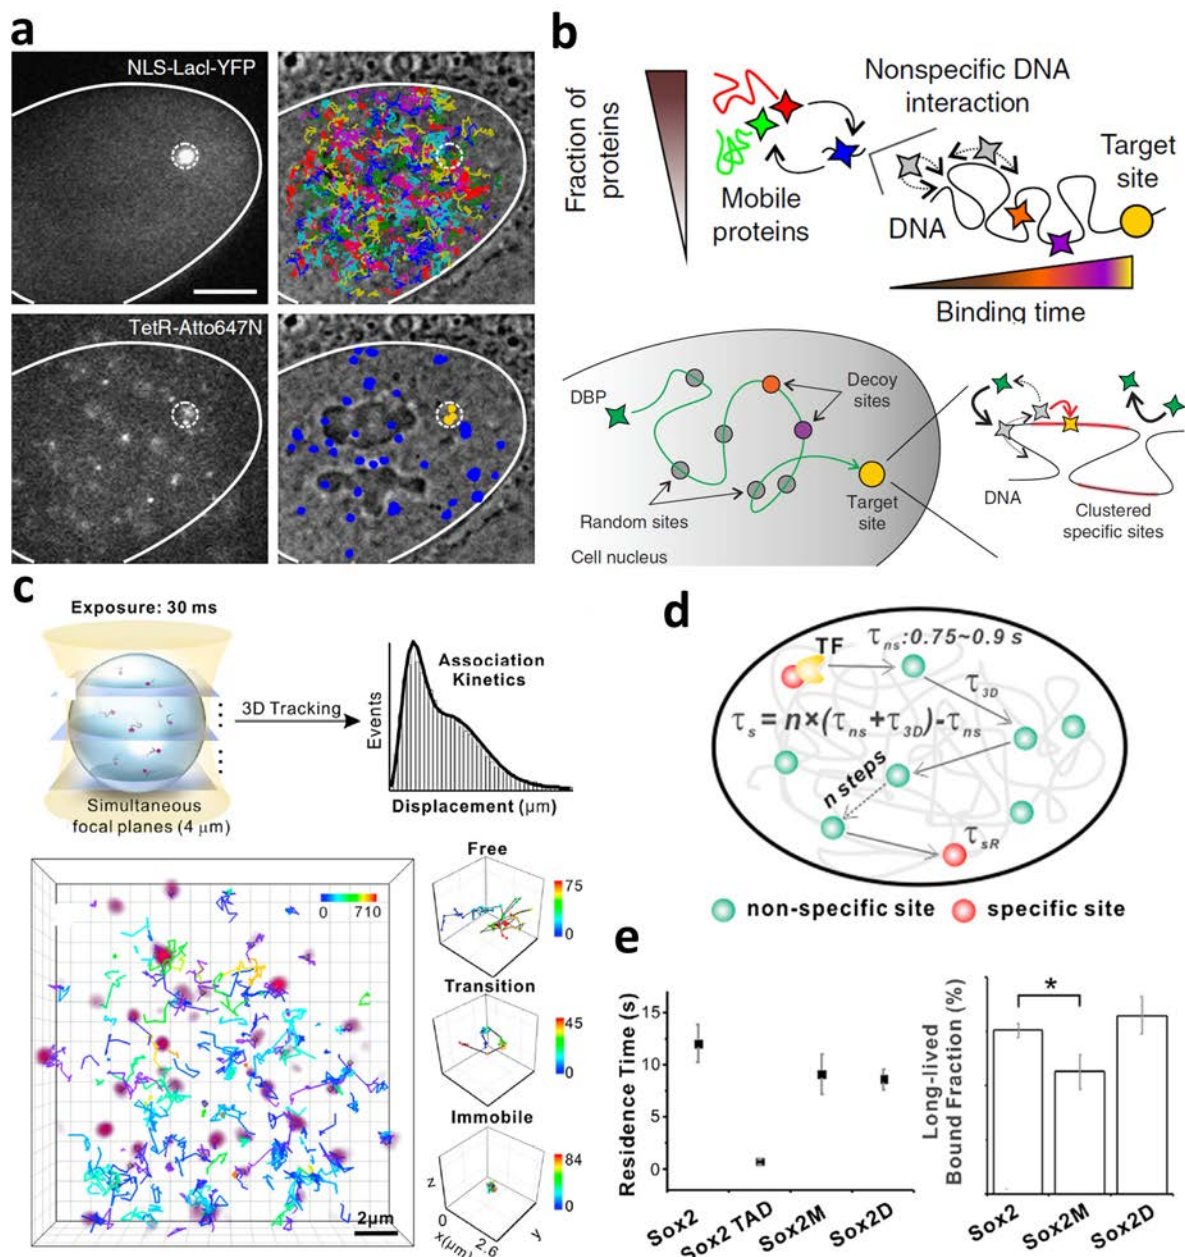 a
NLS-LacI-YFP
TetR-Atto647N
b
Fraction of
proteins
Nonspecific DNA
interaction
Target
site
Mobile
proteins
DNA
Binding time
DBP
Decoy
sites
Random sites
Target
site
Cell nucleus
DNA
Clustered
specific sites
c
Exposure: 30 ms
3D Tracking
Simultaneous
focal planes (4 μm)
Events
Association
Kinetics
Displacement (μm)
0 710
2μm
Free
75
0
Transition
45
0
Immobile
84
0
z
0
x(μm)
2.6
y
d
TF
τns:0.75~0.9 s
τ3D
τs = n×(τns+τ3D)-τns
n steps
τsR
non-specific site
specific site
e
Residence Time (s)
15
10
5
0
Sox2
Sox2 TAD
Sox2M
Sox2D
Long-lived
Bound Fraction (%)
*
Sox2
Sox2M
Sox2D